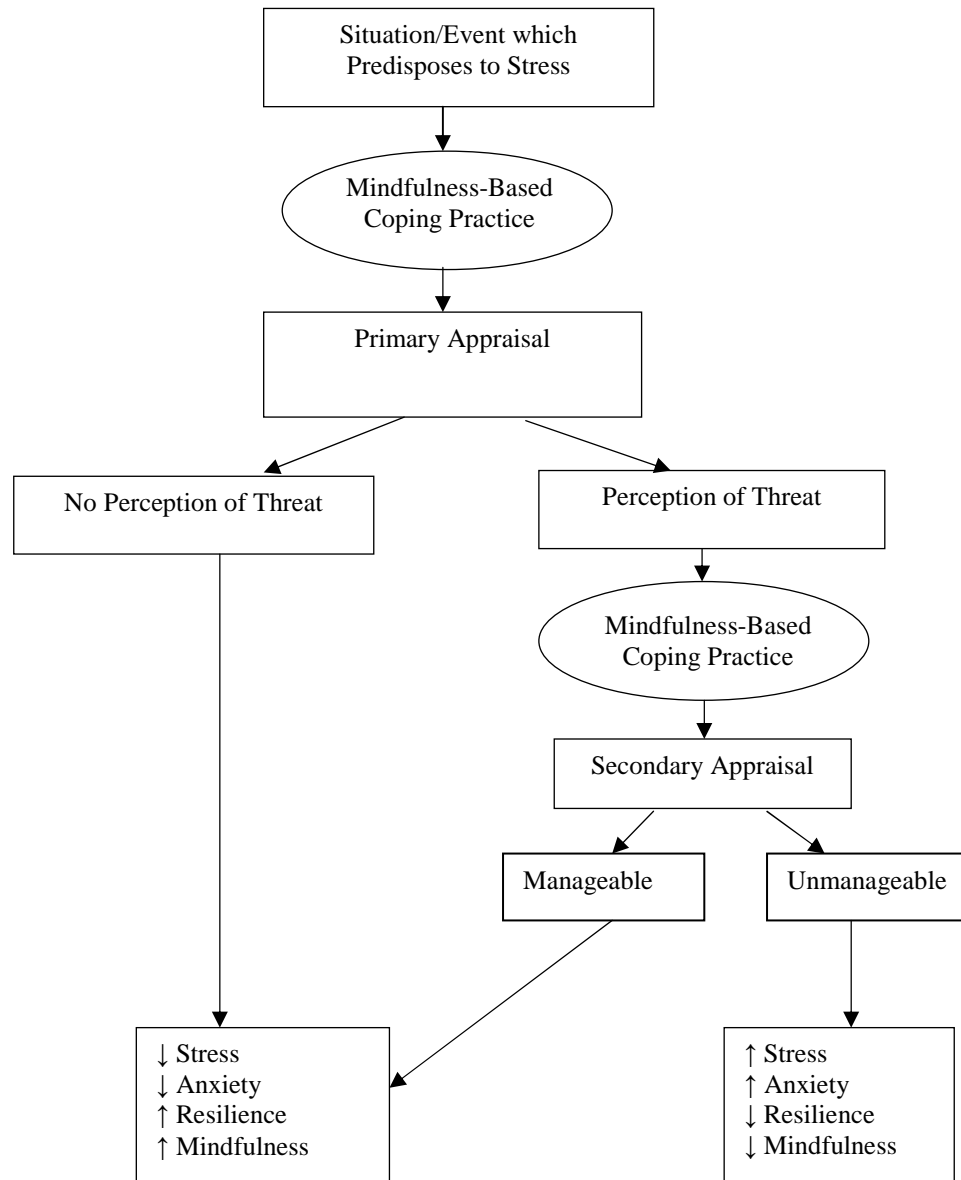 Situation/Event which
Predisposes to Stress
Mindfulness-Based
Coping Practice
Primary Appraisal
No Perception of Threat
Perception of Threat
Mindfulness-Based
Coping Practice
Secondary Appraisal
Manageable
Unmanageable
↓ Stress
↓ Anxiety
↑ Resilience
↑ Mindfulness
↑ Stress
↑ Anxiety
↓ Resilience
↓ Mindfulness